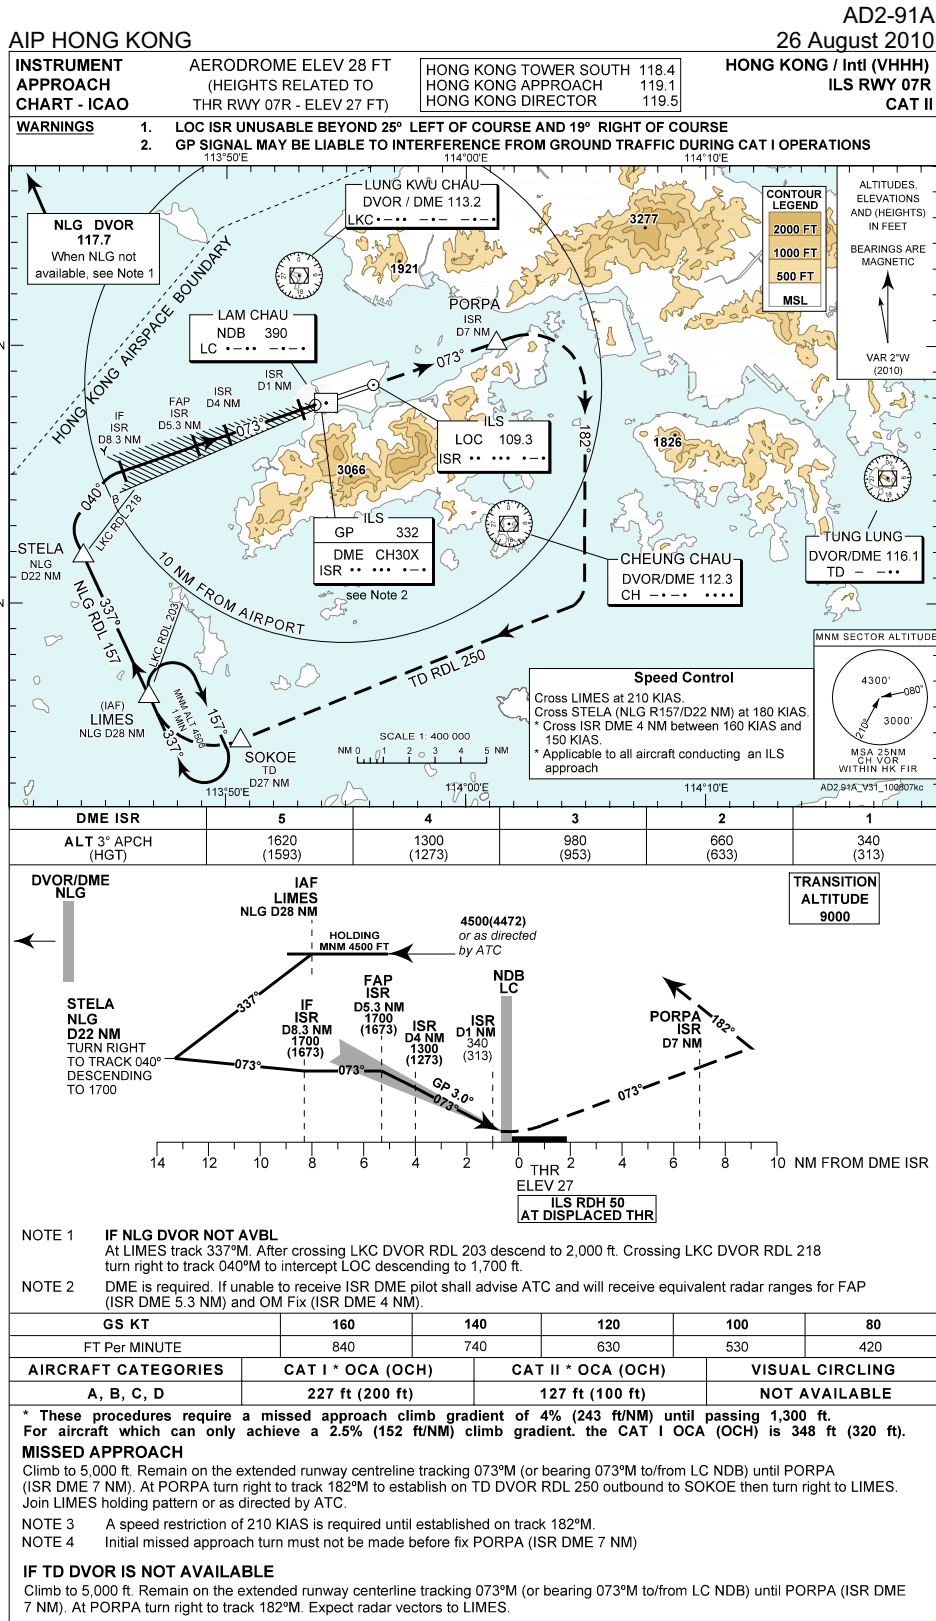 AD2-91A
AIP HONG KONG
26 August 2010
INSTRUMENT
APPROACH
CHART - ICAO
AERODROME ELEV 28 FT
(HEIGHTS RELATED TO
THR RWY 07R - ELEV 27 FT)
HONG KONG TOWER SOUTH 118.4
HONG KONG APPROACH 119.1
HONG KONG DIRECTOR 119.5
HONG KONG / Intl (VHHH)
ILS RWY 07R
CAT II
WARNINGS 1. LOC ISR UNUSABLE BEYOND 25º LEFT OF COURSE AND 19º RIGHT OF COURSE
2. GP SIGNAL MAY BE LIABLE TO INTERFERENCE FROM GROUND TRAFFIC DURING CAT I OPERATIONS
113°50'E
114°00'E
114°10'E
NLG DVOR
117.7
When NLG not
available, see Note 1
HONG KONG AIRSPACE BOUNDARY
LUNG KWU CHAU
DVOR / DME 113.2
LKC
1921
3277
CONTOUR
LEGEND
2000 FT
1000 FT
500 FT
MSL
ALTITUDES,
ELEVATIONS
AND (HEIGHTS)
IN FEET
BEARINGS ARE
MAGNETIC
VAR 2°W
(2010)
LAM CHAU
NDB 390
LC
PORPA
ISR
D7 NM
073°
182°
ISR
D1 NM
ISR
D4 NM
FAP
ISR
D5.3 NM
IF
ISR
D8.3 NM
073°
040°
LKC RDL 218
ILS
LOC 109.3
ISR
3066
1826
ILS
GP 332
DME CH30X
ISR
see Note 2
CHEUNG CHAU
DVOR/DME 112.3
CH
TUNG LUNG
DVOR/DME 116.1
TD
STELA
NLG
D22 NM
10 NM FROM AIRPORT
337°
NLG RDL 157
LKC RDL 203
TD RDL 250
(IAF)
LIMES
NLG D28 NM
MNM ALT 4500
1 MIN
157°
337°
SOKOE
TD
D27 NM
SCALE 1: 400 000
NM 0 1 2 3 4 5 NM
Speed Control
Cross LIMES at 210 KIAS.
Cross STELA (NLG R157/D22 NM) at 180 KIAS.
* Cross ISR DME 4 NM between 160 KIAS and
150 KIAS.
* Applicable to all aircraft conducting an ILS
approach
MNM SECTOR ALTITUDE
4300'
080°
3000'
210°
MSA 25NM
CH VOR
WITHIN HK FIR
113°50'E
114°00'E
114°10'E
AD2.91A_V31_100807kc
DME ISR 5 4 3 2 1
ALT 3° APCH 1620 1300 980 660 340
(HGT) (1593) (1273) (953) (633) (313)
DVOR/DME
NLG
IAF
LIMES
NLG D28 NM
HOLDING
MNM 4500 FT
4500(4472)
or as directed
by ATC
TRANSITION
ALTITUDE
9000
STELA
NLG
D22 NM
TURN RIGHT
TO TRACK 040º
DESCENDING
TO 1700
337°
IF
ISR
D8.3 NM
1700
(1673)
FAP
ISR
D5.3 NM
1700
(1673)
ISR
D4 NM
1300
(1273)
ISR
D1 NM
340
(313)
NDB
LC
PORPA
ISR
D7 NM
182°
073°
073°
GP 3.0°
073°
073°
14 12 10 8 6 4 2 0 2 4 6 8 10 NM FROM DME ISR
THR
ELEV 27
ILS RDH 50
AT DISPLACED THR
NOTE 1 IF NLG DVOR NOT AVBL
At LIMES track 337ºM. After crossing LKC DVOR RDL 203 descend to 2,000 ft. Crossing LKC DVOR RDL 218
turn right to track 040ºM to intercept LOC descending to 1,700 ft.
NOTE 2 DME is required. If unable to receive ISR DME pilot shall advise ATC and will receive equivalent radar ranges for FAP
(ISR DME 5.3 NM) and OM Fix (ISR DME 4 NM).
GS KT 160 140 120 100 80
FT Per MINUTE 840 740 630 530 420
AIRCRAFT CATEGORIES CAT I * OCA (OCH) CAT II * OCA (OCH) VISUAL CIRCLING
A, B, C, D 227 ft (200 ft) 127 ft (100 ft) NOT AVAILABLE
* These procedures require a missed approach climb gradient of 4% (243 ft/NM) until passing 1,300 ft.
For aircraft which can only achieve a 2.5% (152 ft/NM) climb gradient. the CAT I OCA (OCH) is 348 ft (320 ft).
MISSED APPROACH
Climb to 5,000 ft. Remain on the extended runway centreline tracking 073ºM (or bearing 073ºM to/from LC NDB) until PORPA
(ISR DME 7 NM). At PORPA turn right to track 182ºM to establish on TD DVOR RDL 250 outbound to SOKOE then turn right to LIMES.
Join LIMES holding pattern or as directed by ATC.
NOTE 3 A speed restriction of 210 KIAS is required until established on track 182ºM.
NOTE 4 Initial missed approach turn must not be made before fix PORPA (ISR DME 7 NM)
IF TD DVOR IS NOT AVAILABLE
Climb to 5,000 ft. Remain on the extended runway centerline tracking 073ºM (or bearing 073ºM to/from LC NDB) until PORPA (ISR DME
7 NM). At PORPA turn right to track 182ºM. Expect radar vectors to LIMES.